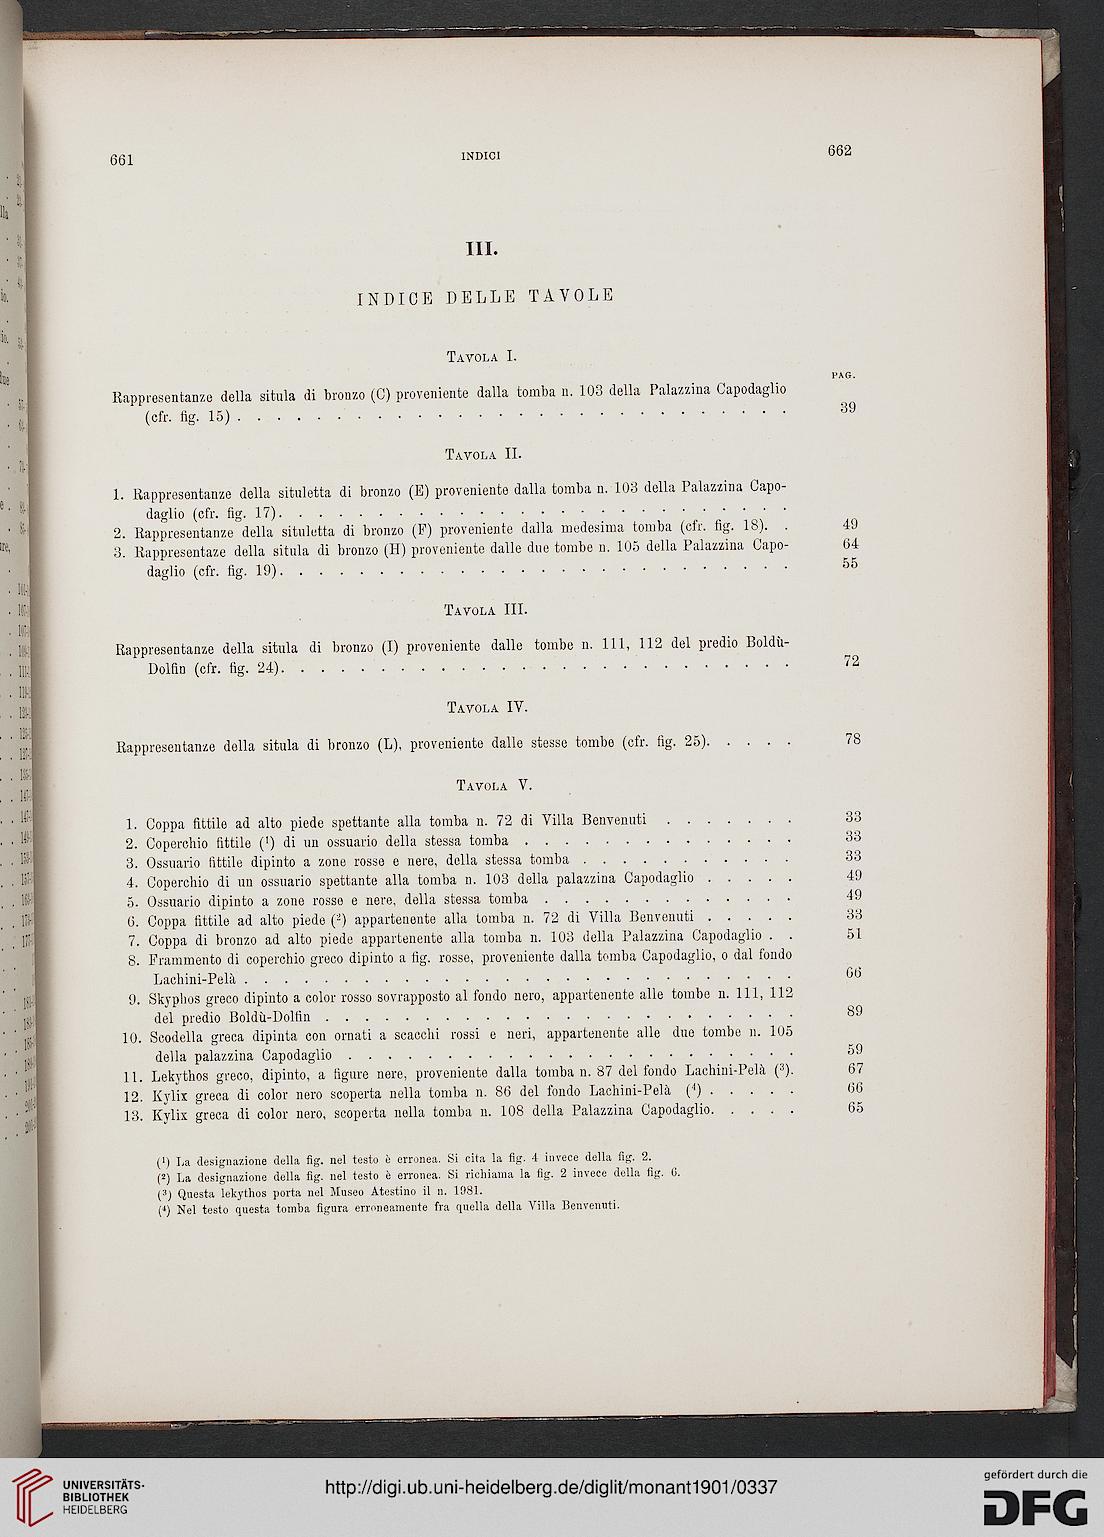 661 INDICI 662
III.
INDICE DELLE TAVOLE
TAVOLA I.
PAG.
Rappresentanze della situla di bronzo (C) proveniente dalla tomba n. 103 della Palazzina Capodaglio
(cfr. fig. 15) . . . . . . . . . . . . . . . . . . . . . . . . . . . . 39
TAVOLA II.
1. Rappresentanze della situletta di bronzo (E) proveniente dalla tomba n. 103 della Palazzina Capo-
daglio (cfr. fig. 17). . . . . . . . . . . . . . . . . . . . . . . . . . 49
2. Rappresentanze della situletta di bronzo (F) proveniente dalla medesima tomba (cfr. fig. 18). . 64
3. Rappresentaze della situla di bronzo (H) proveniente dalle due tombe n. 105 della Palazzina Capo-
daglio (cfr. fig. 19). . . . . . . . . . . . . . . . . . . . . . . . . . 55
TAVOLA III.
Rappresentanze della situla di bronzo (I) proveniente dalle tombe n. 111, 112 del predio Boldù-
Dolfin (cfr. fig. 24). . . . . . . . . . . . . . . . . . . . . . . . . . 72
TAVOLA IV.
Rappresentanze della situla di bronzo (L), proveniente dalle stesse tombe (cfr. fig. 25). . . . . 78
TAVOLA V.
1. Coppa fittile ad alto piede spettante alla tomba n. 72 di Villa Benvenuti . . . . . . . 33
2. Coperchio fittile (¹) di un ossuario della stessa tomba . . . . . . . . . . . . . . 33
3. Ossuario fittile dipinto a zone rosse e nere, della stessa tomba . . . . . . . . . . . 33
4. Coperchio di un ossuario spettante alla tomba n. 103 della palazzina Capodaglio . . . . . 49
5. Ossuario dipinto a zone rosse e nere, della stessa tomba . . . . . . . . . . . . . 49
6. Coppa fittile ad alto piede (²) appartenente alla tomba n. 72 di Villa Benvenuti . . . . . 33
7. Coppa di bronzo ad alto piede appartenente alla tomba n. 103 della Palazzina Capodaglio . . 51
8. Frammento di coperchio greco dipinto a fig. rosse, proveniente dalla tomba Capodaglio, o dal fondo
Lachini-Pelà . . . . . . . . . . . . . . . . . . . . . . . . . . . . 66
9. Skyphos greco dipinto a color rosso sovrapposto al fondo nero, appartenente alle tombe n. 111, 112
del predio Boldù-Dolfin . . . . . . . . . . . . . . . . . . . . . . . . 89
10. Scodella greca dipinta con ornati a scacchi rossi e neri, appartenente alle due tombe n. 105
della palazzina Capodaglio . . . . . . . . . . . . . . . . . . . . . . . 59
11. Lekythos greco, dipinto, a figure nere, proveniente dalla tomba n. 87 del fondo Lachini-Pelà (³). 67
12. Kylix greca di color nero scoperta nella tomba n. 86 del fondo Lachini-Pelà (⁴) . . . . . 66
13. Kylix greca di color nero, scoperta nella tomba n. 108 della Palazzina Capodaglio. . . . . 65
(¹) La designazione della fig. nel testo è erronea. Si cita la fig. 4 invece della fig. 2.
(²) La designazione della fig. nel testo è erronea. Si richiama la fig. 2 invece della fig. 6.
(³) Questa lekythos porta nel Museo Atestino il n. 1981.
(⁴) Nel testo questa tomba figura erroneamente fra quella della Villa Benvenuti.
UNIVERSITÄTS-
BIBLIOTHEK
HEIDELBERG
http://digi.ub.uni-heidelberg.de/diglit/monant1901/0337
gefördert durch die
DFG